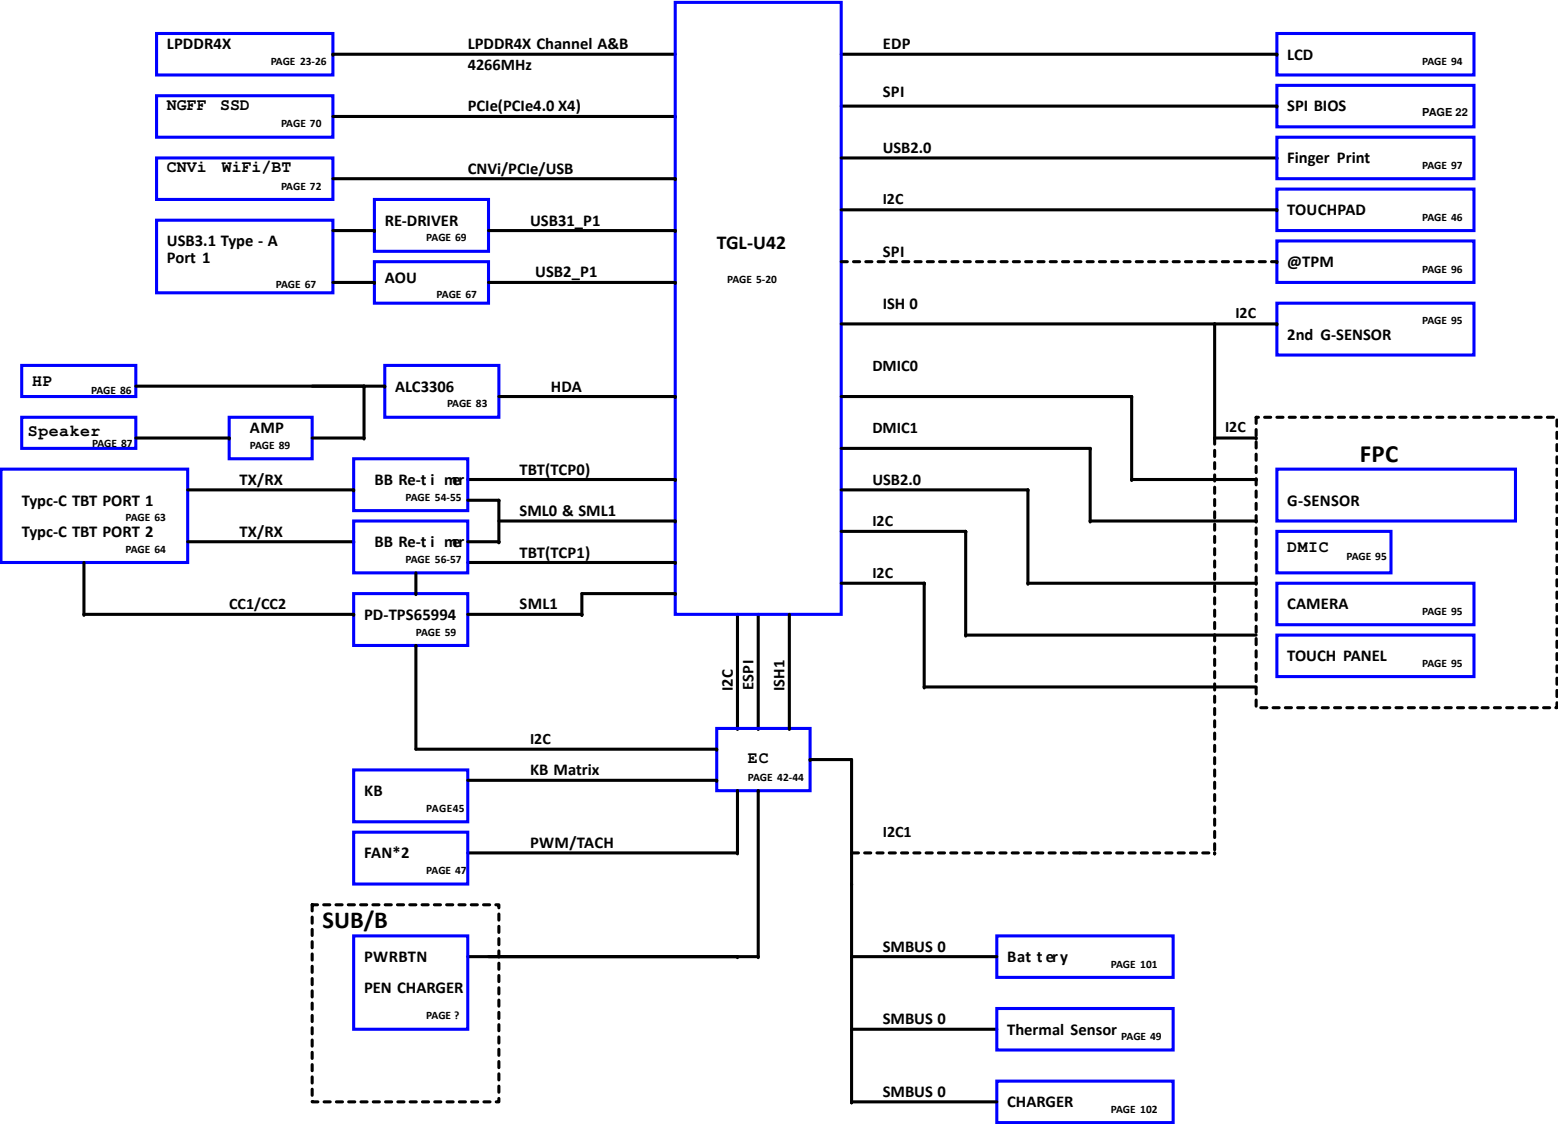 LPDDR4X
PAGE 23-26
LPDDR4X Channel A&B
4266MHz
NGFF SSD
PAGE 70
PCIe(PCIe4.0 X4)
CNVi WiFi/BT
PAGE 72
CNVi/PCIe/USB
USB3.1 Type - A
Port 1
PAGE 67
RE-DRIVER
PAGE 69
USB31_P1
AOU
PAGE 67
USB2_P1
HP
PAGE 86
Speaker
PAGE 87
AMP
PAGE 89
ALC3306
PAGE 83
HDA
Typc-C TBT PORT 1
PAGE 63
Typc-C TBT PORT 2
PAGE 64
TX/RX
TX/RX
BB Re-timer
PAGE 54-55
BB Re-timer
PAGE 56-57
TBT(TCP0)
SML0 & SML1
TBT(TCP1)
CC1/CC2
PD-TPS65994
PAGE 59
SML1
TGL-U42
PAGE 5-20
EDP
LCD
PAGE 94
SPI
SPI BIOS
PAGE 22
USB2.0
Finger Print
PAGE 97
I2C
TOUCHPAD
PAGE 46
SPI
@TPM
PAGE 96
ISH 0
I2C
PAGE 95
2nd G-SENSOR
DMIC0
DMIC1
USB2.0
I2C
I2C
I2C
FPC
G-SENSOR
DMIC
PAGE 95
CAMERA
PAGE 95
TOUCH PANEL
PAGE 95
I2C
ESPI
ISH1
EC
PAGE 42-44
I2C
KB Matrix
KB
PAGE45
FAN*2
PAGE 47
PWM/TACH
SUB/B
PWRBTN
PEN CHARGER
PAGE ?
I2C1
SMBUS 0
Battery
PAGE 101
SMBUS 0
Thermal Sensor
PAGE 49
SMBUS 0
CHARGER
PAGE 102